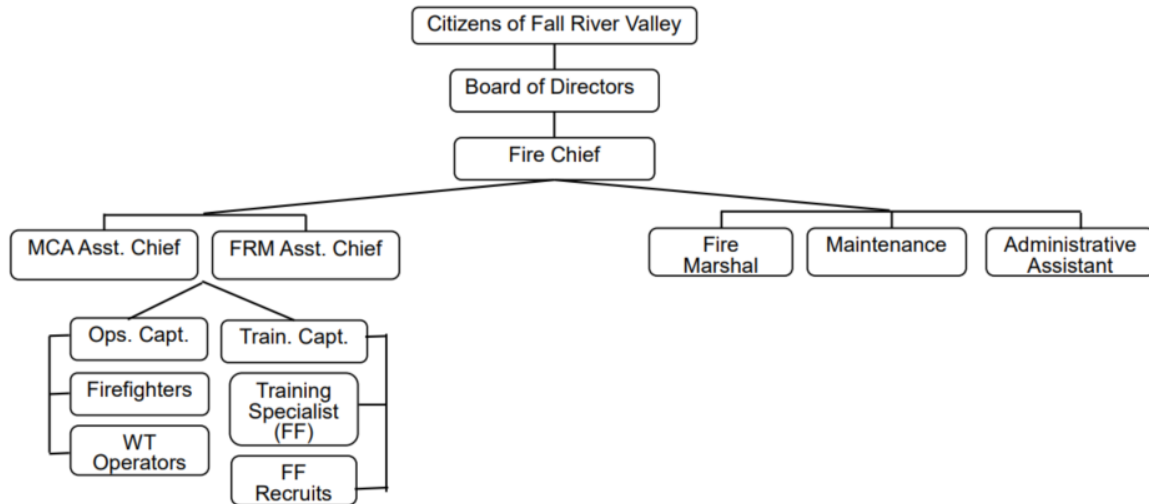 Citizens of Fall River Valley
Board of Directors
Fire Chief
MCA Asst. Chief
FRM Asst. Chief
Fire
Marshal
Maintenance
Administrative
Assistant
Ops. Capt.
Train. Capt.
Firefighters
Training
Specialist
(FF)
WT
Operators
FF
Recruits